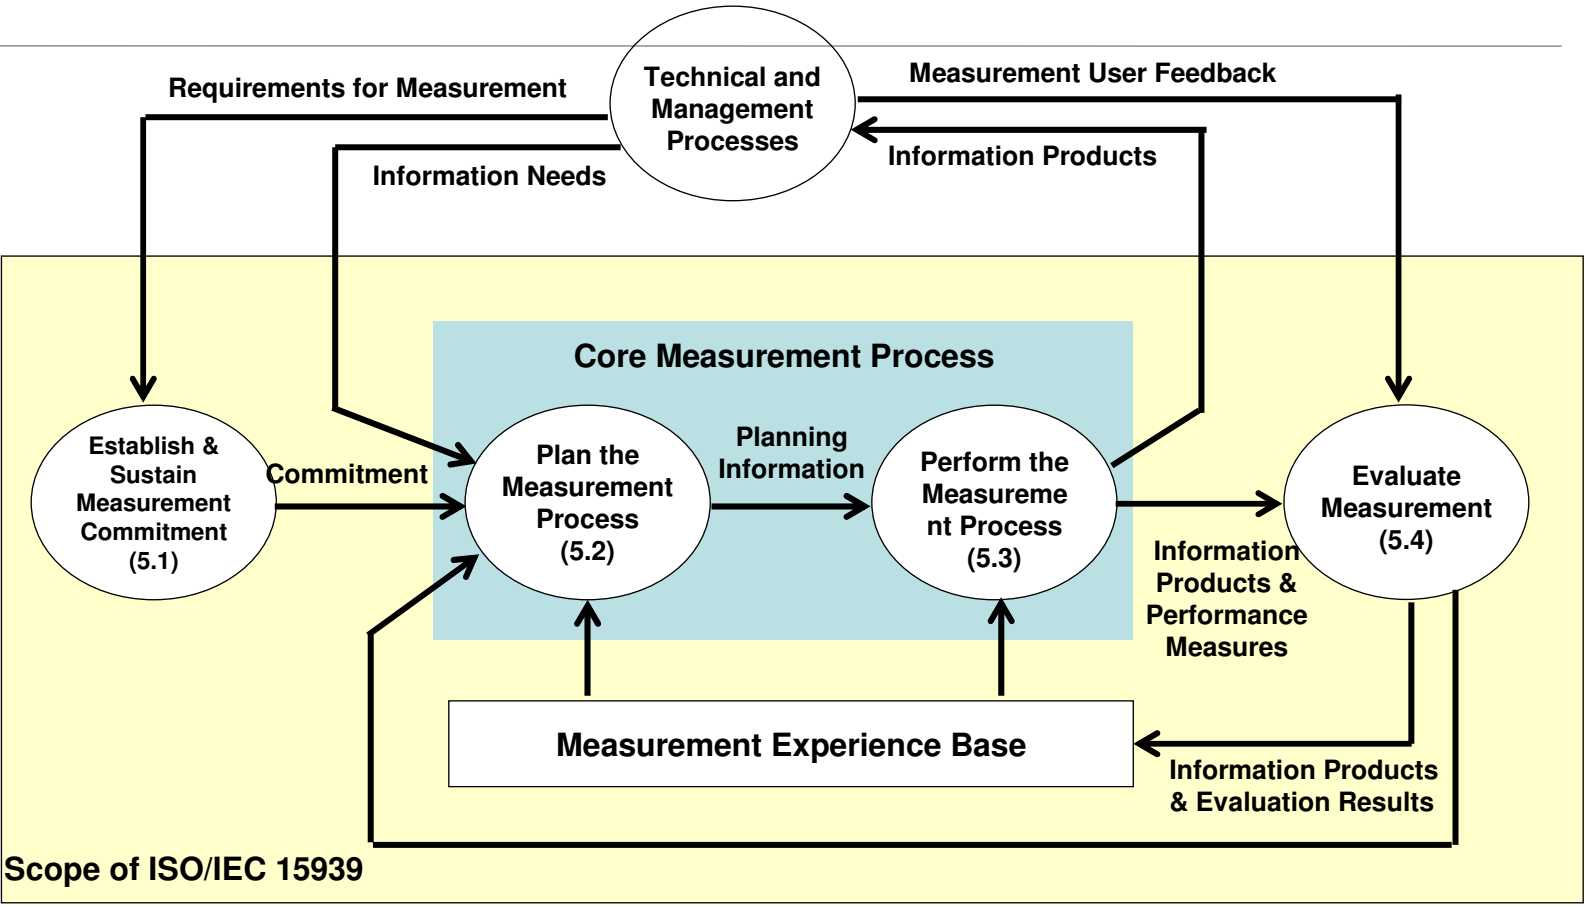 Technical and
Management
Processes
Requirements for Measurement
Measurement User Feedback
Information Needs
Information Products
Core Measurement Process
Establish &
Sustain
Measurement
Commitment
(5.1)
Commitment
Plan the
Measurement
Process
(5.2)
Planning
Information
Perform the
Measureme
nt Process
(5.3)
Evaluate
Measurement
(5.4)
Information
Products &
Performance
Measures
Measurement Experience Base
Information Products
& Evaluation Results
Scope of ISO/IEC 15939